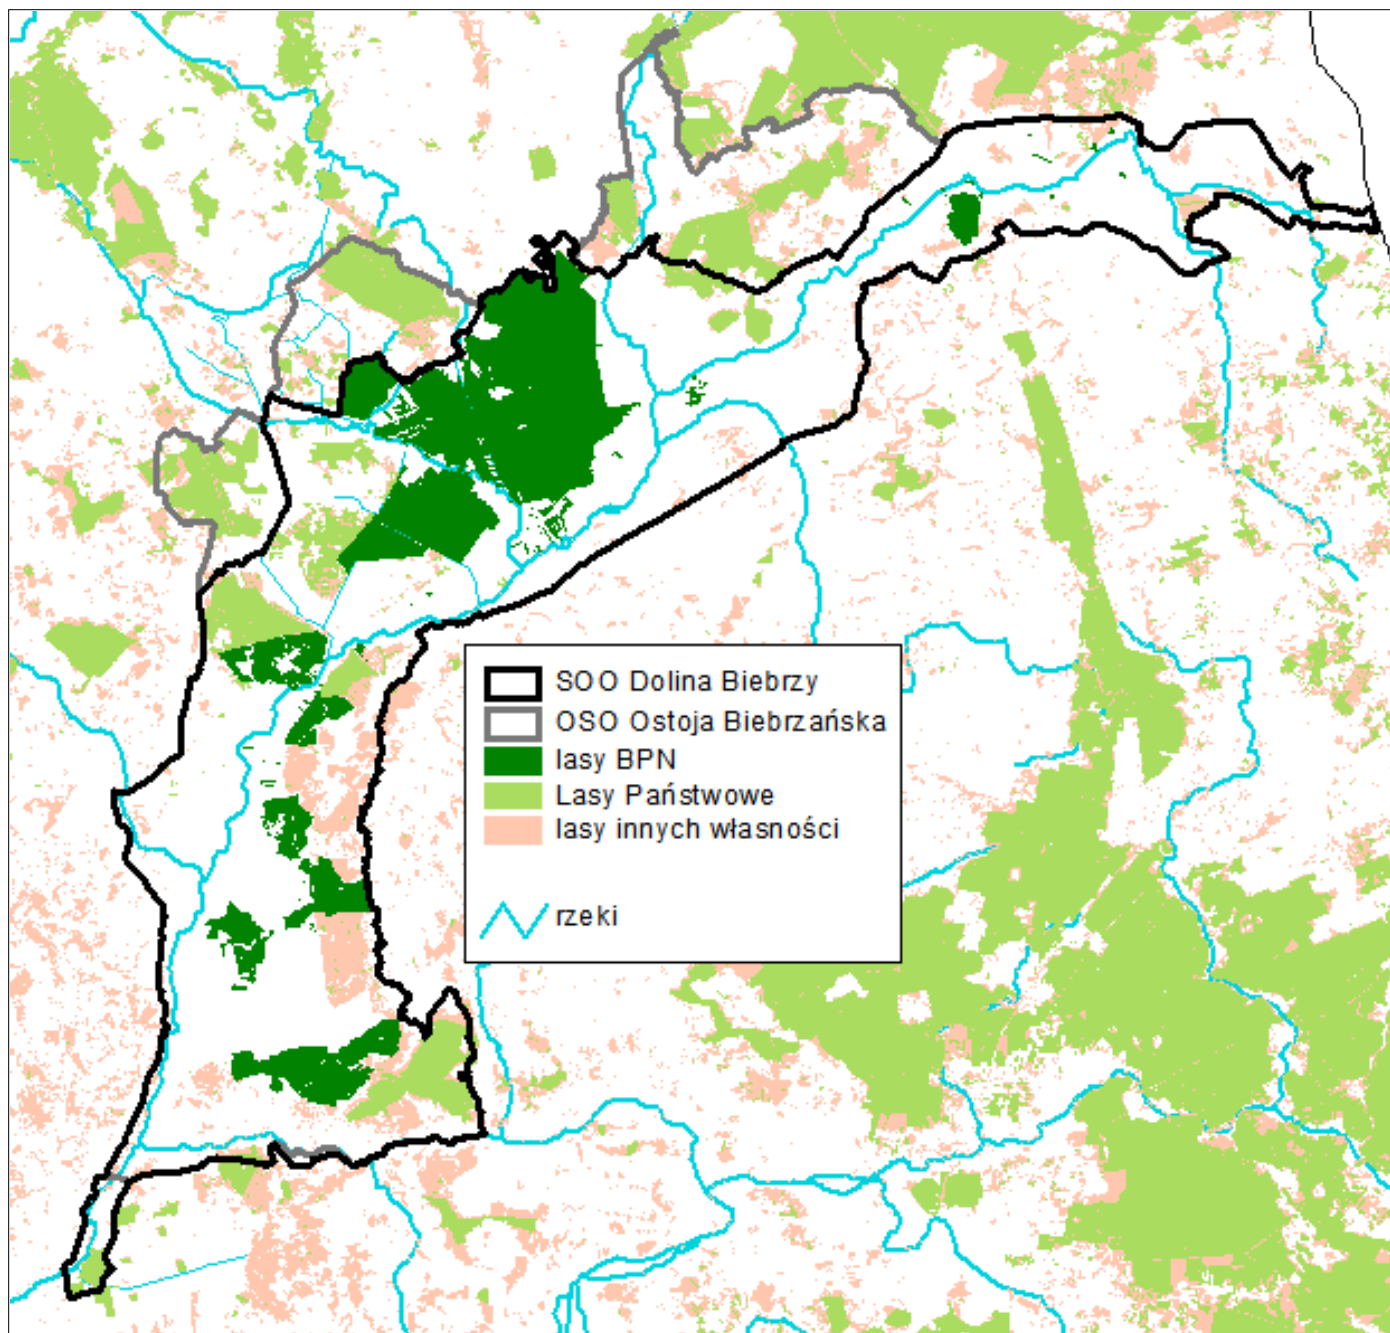 SOO Dolina Biebrzy
OSO Ostoja Biebrzańska
lasy BPN
Lasy Państwowe
lasy innych własności
rzeki